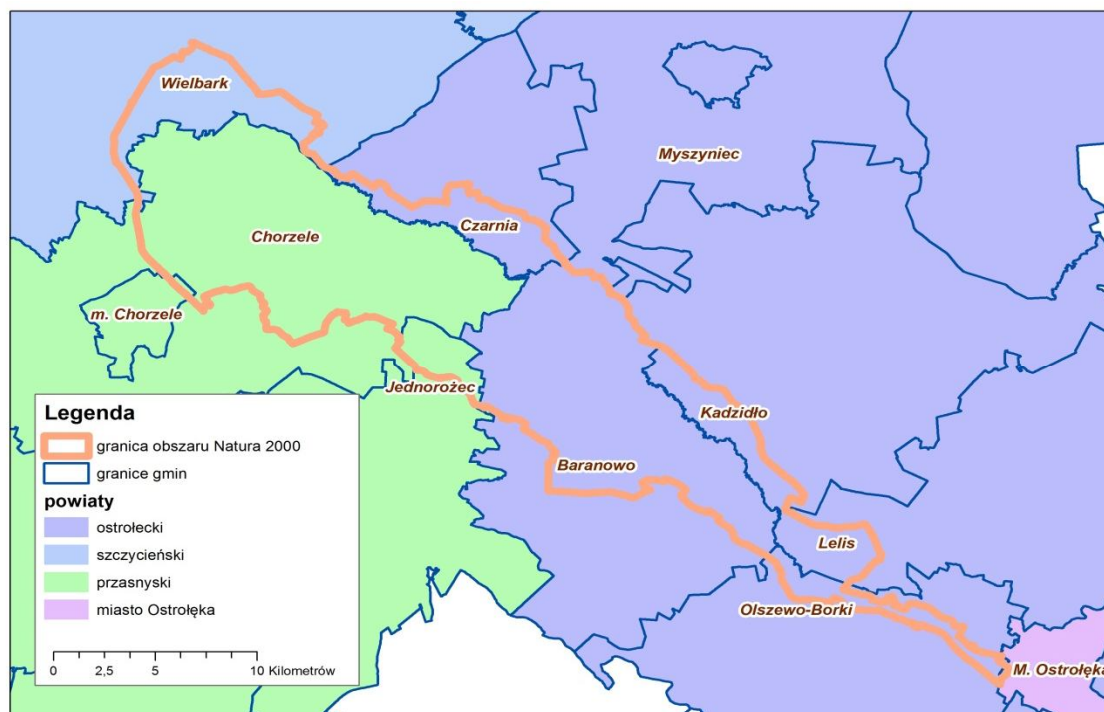 Wielbark
Myszyniec
Czarnia
Chorzele
m. Chorzele
Jednorożec
Kadzidło
Baranowo
Lelis
Olszewo-Borki
M. Ostrołęka
Legenda
granica obszaru Natura 2000
granice gmin
powiaty
ostrołecki
szczycieński
przasnyski
miasto Ostrołęka
0 2,5 5 10 Kilometrów